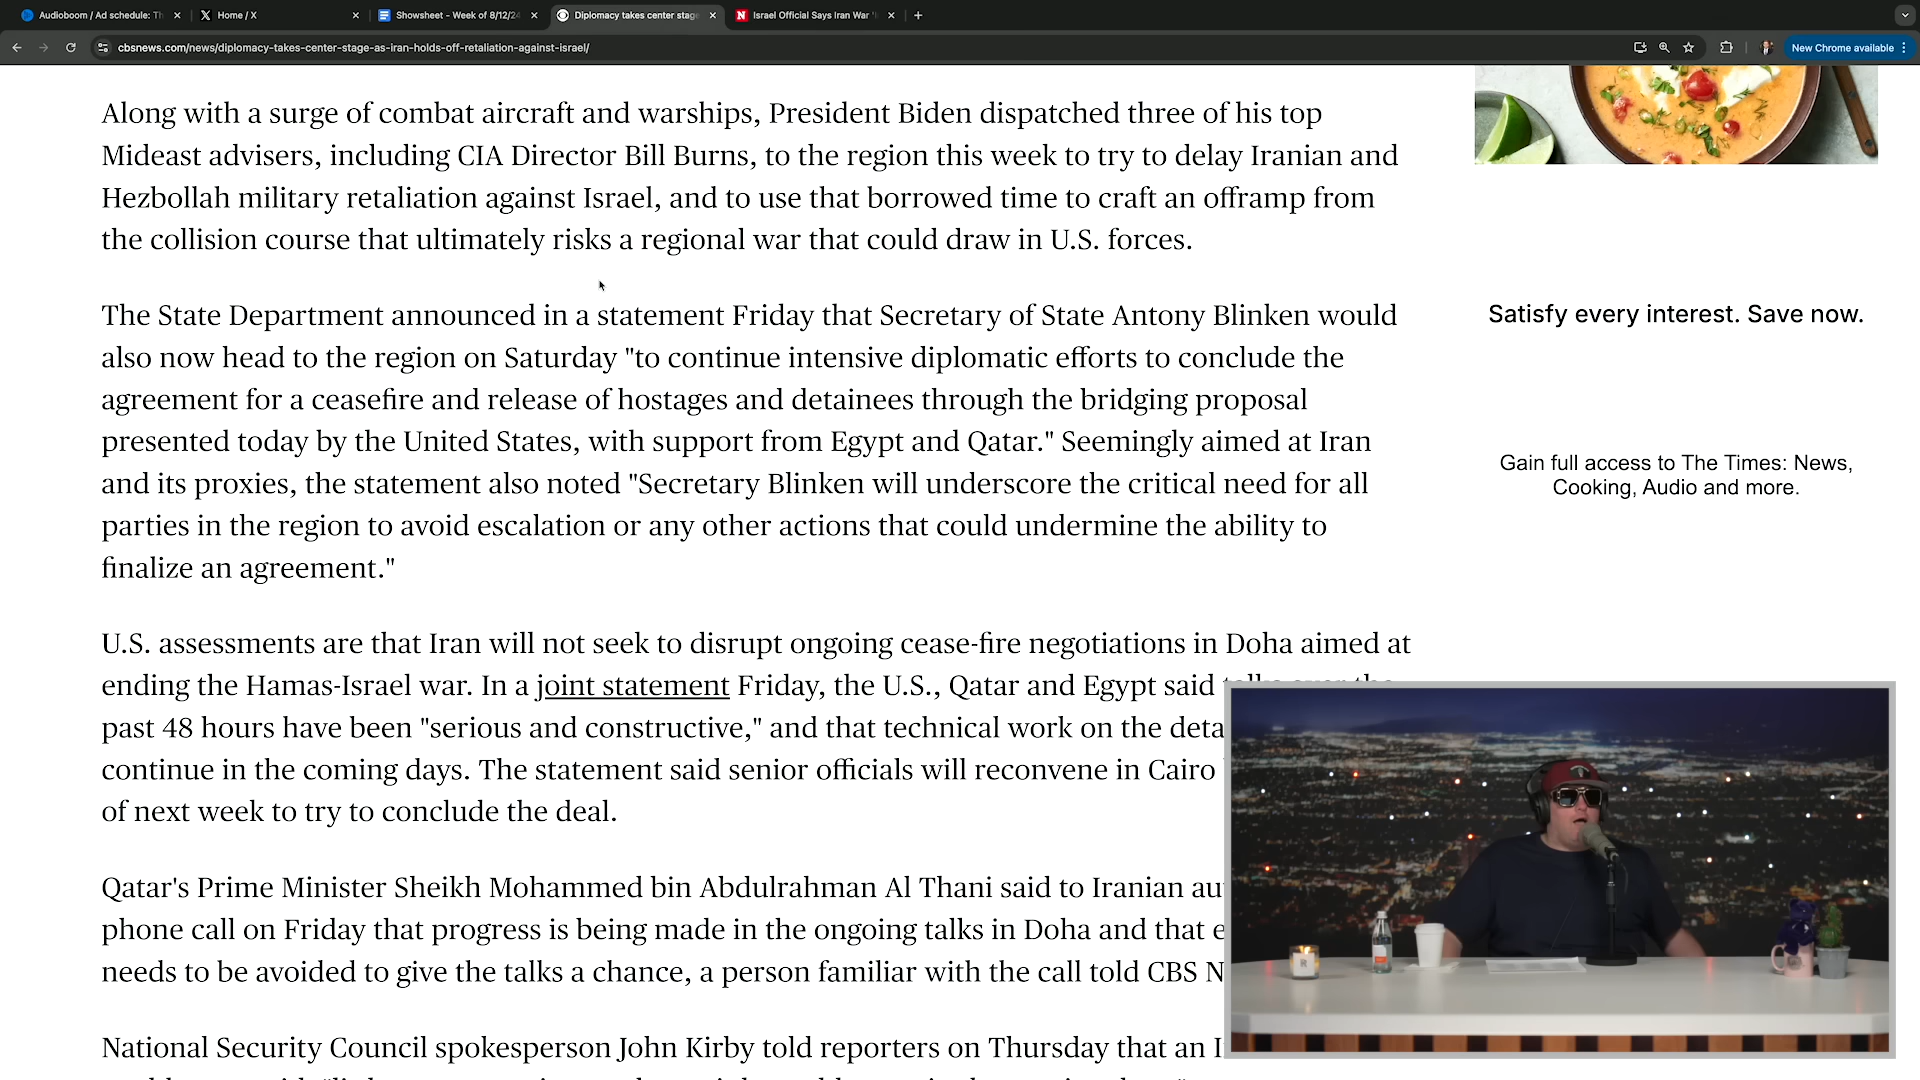 Audioboom / Ad schedule: Th
Home / X
Showsheet - Week of 8/12/24
Diplomacy takes center stage
Israel Official Says Iran War "
cbsnews.com/news/diplomacy-takes-center-stage-as-iran-holds-off-retaliation-against-israel/
New Chrome available
Along with a surge of combat aircraft and warships, President Biden dispatched three of his top
Mideast advisers, including CIA Director Bill Burns, to the region this week to try to delay Iranian and
Hezbollah military retaliation against Israel, and to use that borrowed time to craft an offramp from
the collision course that ultimately risks a regional war that could draw in U.S. forces.
The State Department announced in a statement Friday that Secretary of State Antony Blinken would
also now head to the region on Saturday "to continue intensive diplomatic efforts to conclude the
agreement for a ceasefire and release of hostages and detainees through the bridging proposal
presented today by the United States, with support from Egypt and Qatar." Seemingly aimed at Iran
and its proxies, the statement also noted "Secretary Blinken will underscore the critical need for all
parties in the region to avoid escalation or any other actions that could undermine the ability to
finalize an agreement."
U.S. assessments are that Iran will not seek to disrupt ongoing cease-fire negotiations in Doha aimed at
ending the Hamas-Israel war. In a joint statement Friday, the U.S., Qatar and Egypt said talks over the
past 48 hours have been "serious and constructive," and that technical work on the deta
continue in the coming days. The statement said senior officials will reconvene in Cairo
of next week to try to conclude the deal.
Qatar's Prime Minister Sheikh Mohammed bin Abdulrahman Al Thani said to Iranian au
phone call on Friday that progress is being made in the ongoing talks in Doha and that e
needs to be avoided to give the talks a chance, a person familiar with the call told CBS N
National Security Council spokesperson John Kirby told reporters on Thursday that an I
Satisfy every interest. Save now.
Gain full access to The Times: News,
Cooking, Audio and more.